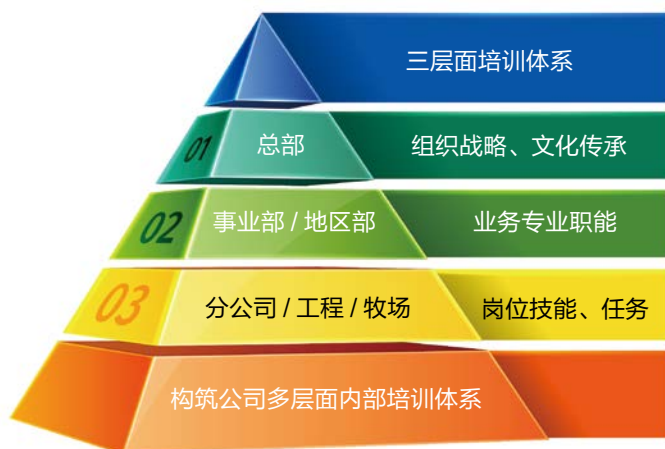 三层面培训体系
01 总部 组织战略、文化传承
02 事业部 / 地区部 业务专业职能
03 分公司 / 工程 / 牧场 岗位技能、任务
构筑公司多层面内部培训体系